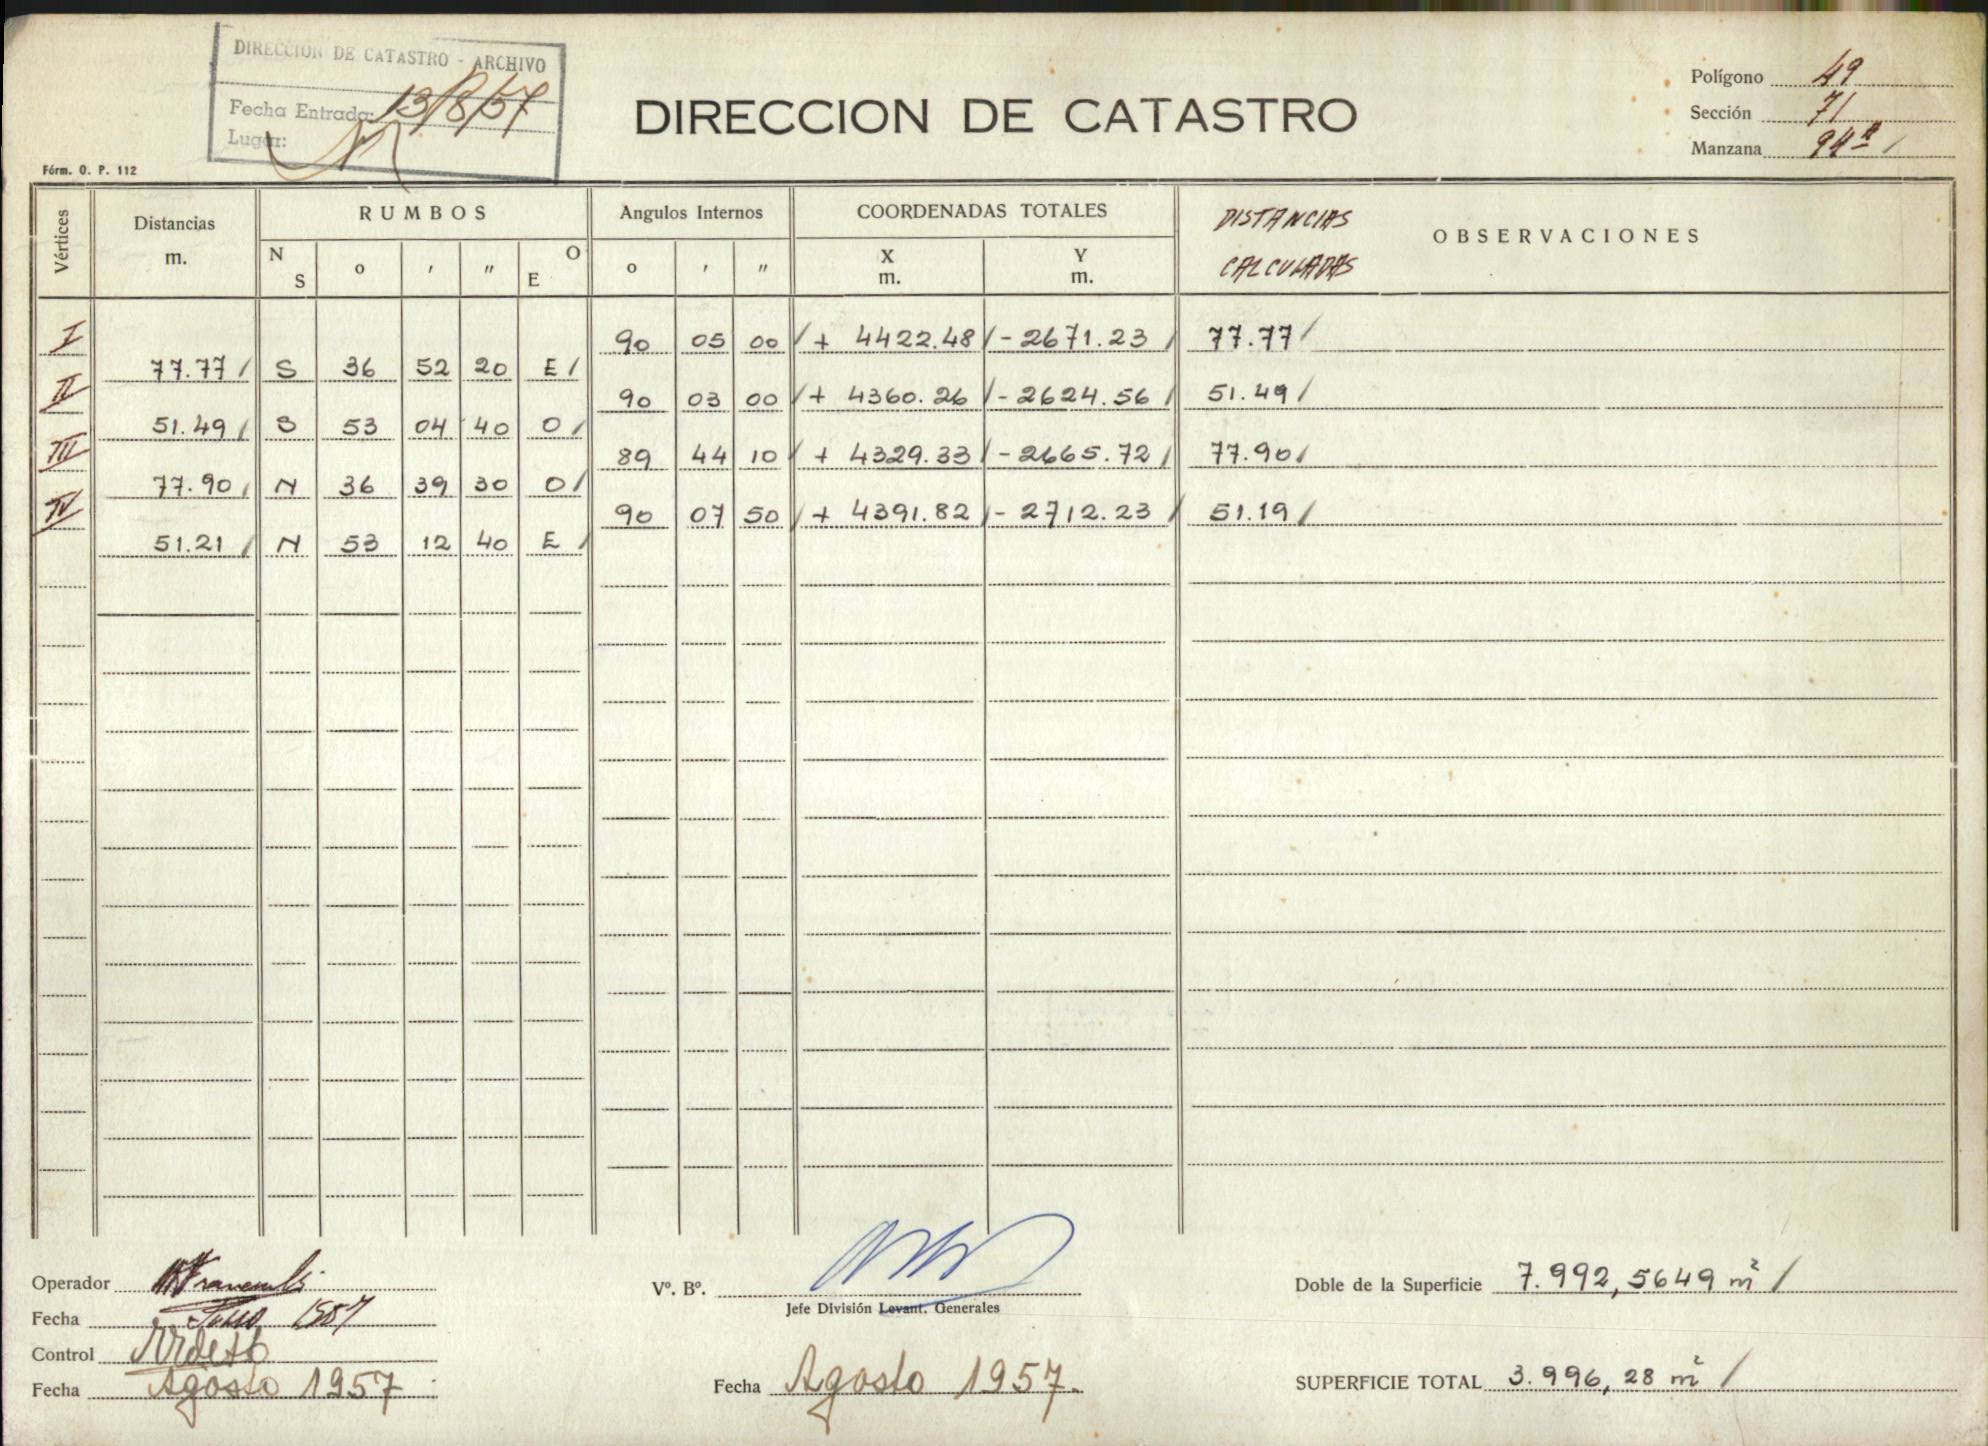 DIRECCION DE CATASTRO - ARCHIVO
Fecha Entrada: 13/8/57
Lugar:
Fórm. O. P. 112
DIRECCION DE CATASTRO
Polígono 49
Sección 71
Manzana 94ª /
Vértices
Distancias
m.
RUMBOS
N
S
o
,
"
O
E
Angulos Internos
o
,
"
COORDENADAS TOTALES
X
m.
Y
m.
DISTANCIAS
CALCULADAS
OBSERVACIONES
I 90 05 00 / + 4422.48 / - 2671.23 / 77.77 /
77.77 / S 36 52 20 E /
II 90 03 00 / + 4360.26 / - 2624.56 / 51.49 /
51.49 / S 53 04 40 O /
III 89 44 10 / + 4329.33 / - 2665.72 / 77.90 /
77.90 / N 36 39 30 O /
IV 90 07 50 / + 4391.82 / - 2712.23 / 51.19 /
51.21 / N 53 12 40 E /
Operador
Fecha 1957
Control
Fecha Agosto 1957
Vº. Bº.
Jefe División Levant. Generales
Fecha Agosto 1957.
Doble de la Superficie 7.992,5649 m² /
SUPERFICIE TOTAL 3.996,28 m² /